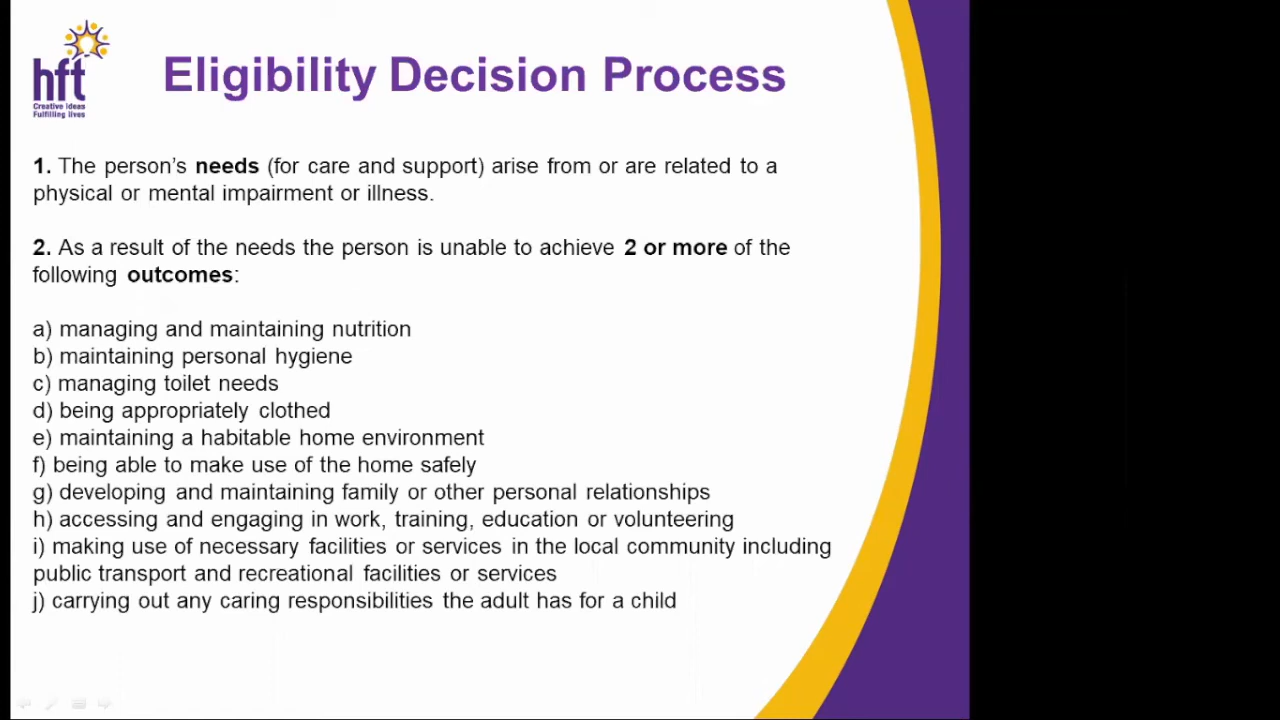 hft
Creative Ideas
Fulfilling lives
Eligibility Decision Process
1. The person’s needs (for care and support) arise from or are related to a
physical or mental impairment or illness.
2. As a result of the needs the person is unable to achieve 2 or more of the
following outcomes:
a) managing and maintaining nutrition
b) maintaining personal hygiene
c) managing toilet needs
d) being appropriately clothed
e) maintaining a habitable home environment
f) being able to make use of the home safely
g) developing and maintaining family or other personal relationships
h) accessing and engaging in work, training, education or volunteering
i) making use of necessary facilities or services in the local community including
public transport and recreational facilities or services
j) carrying out any caring responsibilities the adult has for a child